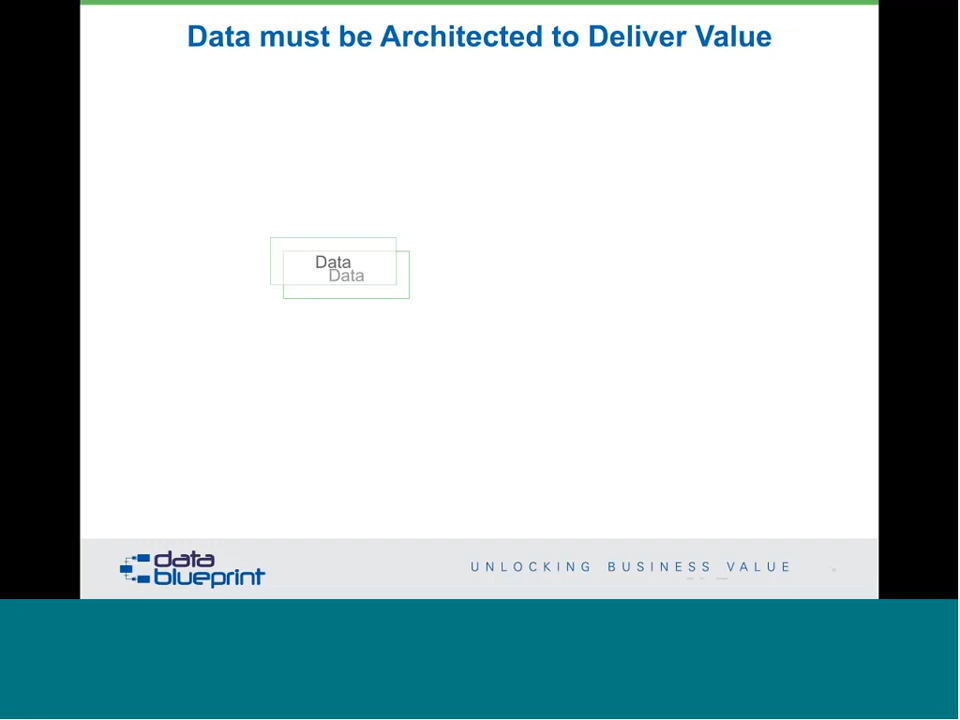 Data must be Architected to Deliver Value
Data
Data
data
blueprint
UNLOCKING BUSINESS VALUE